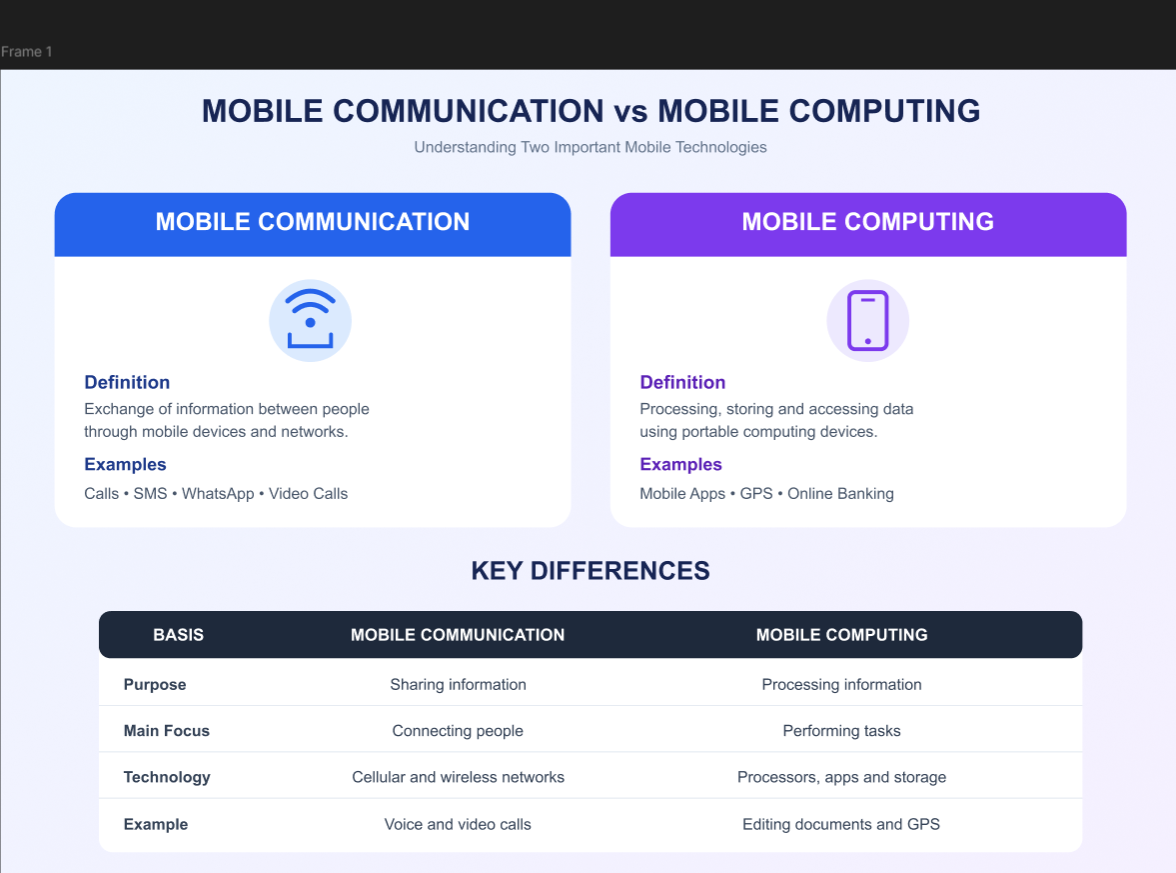 Frame 1
MOBILE COMMUNICATION vs MOBILE COMPUTING
Understanding Two Important Mobile Technologies
MOBILE COMMUNICATION
Definition
Exchange of information between people
through mobile devices and networks.
Examples
Calls • SMS • WhatsApp • Video Calls
MOBILE COMPUTING
Definition
Processing, storing and accessing data
using portable computing devices.
Examples
Mobile Apps • GPS • Online Banking
KEY DIFFERENCES
BASIS MOBILE COMMUNICATION MOBILE COMPUTING
Purpose Sharing information Processing information
Main Focus Connecting people Performing tasks
Technology Cellular and wireless networks Processors, apps and storage
Example Voice and video calls Editing documents and GPS